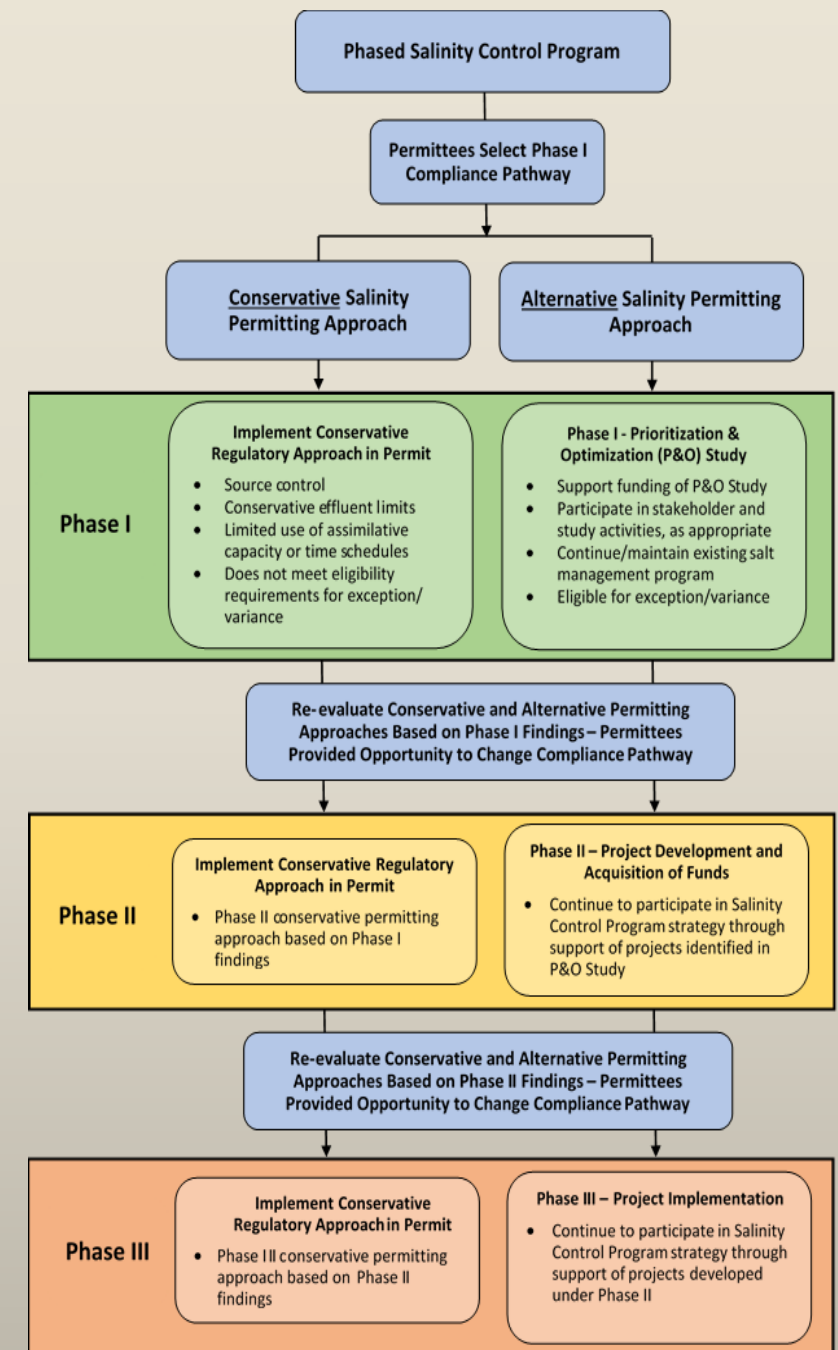 Phased Salinity Control Program
Permittees Select Phase I
Compliance Pathway
Conservative Salinity
Permitting Approach
Alternative Salinity Permitting
Approach
Phase I
Implement Conservative
Regulatory Approach in Permit
• Source control
• Conservative effluent limits
• Limited use of assimilative
capacity or time schedules
• Does not meet eligibility
requirements for exception/
variance
Phase I - Prioritization &
Optimization (P&O) Study
• Support funding of P&O Study
• Participate in stakeholder and
study activities, as appropriate
• Continue/maintain existing salt
management program
• Eligible for exception/variance
Re-evaluate Conservative and Alternative Permitting
Approaches Based on Phase I Findings – Permittees
Provided Opportunity to Change Compliance Pathway
Phase II
Implement Conservative Regulatory
Approach in Permit
• Phase II conservative permitting
approach based on Phase I
findings
Phase II – Project Development and
Acquisition of Funds
• Continue to participate in Salinity
Control Program strategy through
support of projects identified in
P&O Study
Re-evaluate Conservative and Alternative Permitting
Approaches Based on Phase II Findings – Permittees
Provided Opportunity to Change Compliance Pathway
Phase III
Implement Conservative
Regulatory Approach in Permit
• Phase III conservative permitting
approach based on Phase II
findings
Phase III – Project Implementation
• Continue to participate in Salinity
Control Program strategy through
support of projects developed
under Phase II